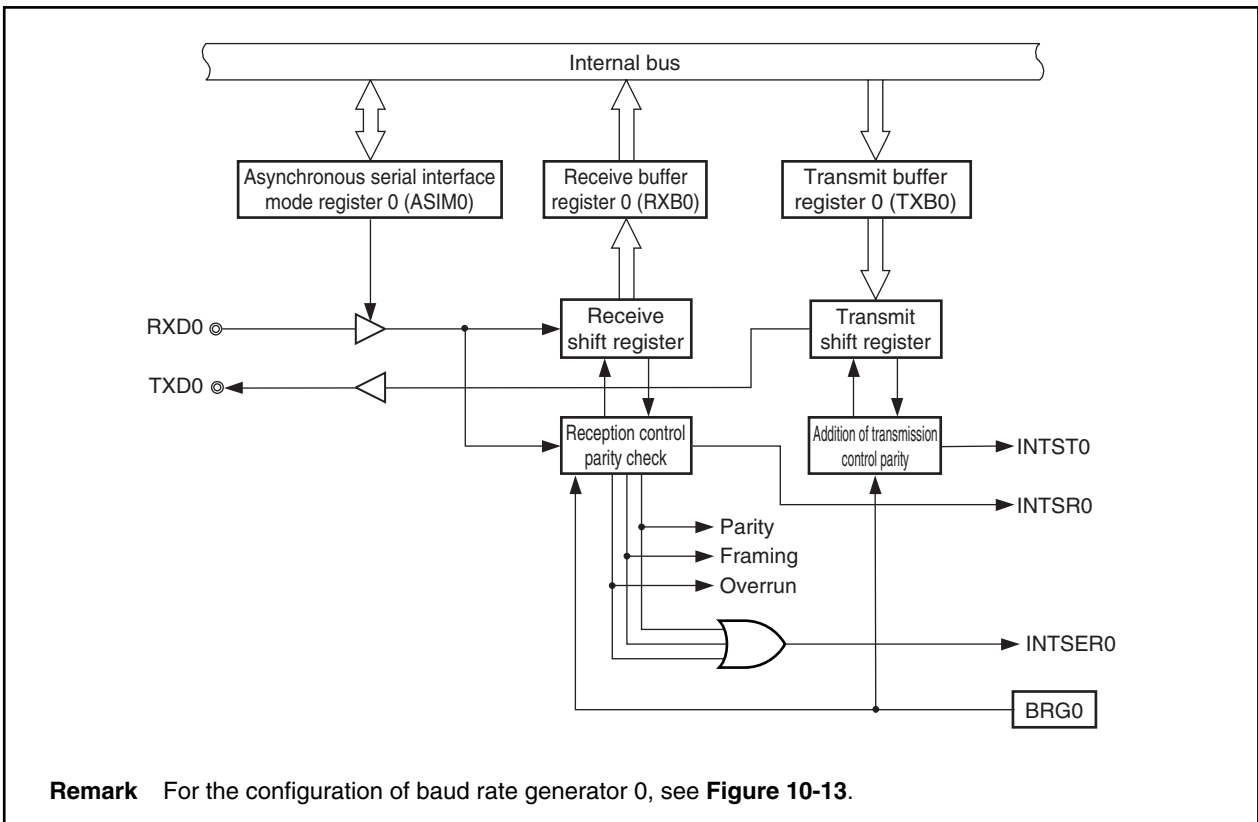 Internal bus
Asynchronous serial interface
mode register 0 (ASIM0)
Receive buffer
register 0 (RXB0)
Transmit buffer
register 0 (TXB0)
RXD0
Receive
shift register
Transmit
shift register
TXD0
Reception control
parity check
Addition of transmission
control parity
INTST0
INTSR0
Parity
Framing
Overrun
INTSER0
BRG0
Remark For the configuration of baud rate generator 0, see Figure 10-13.